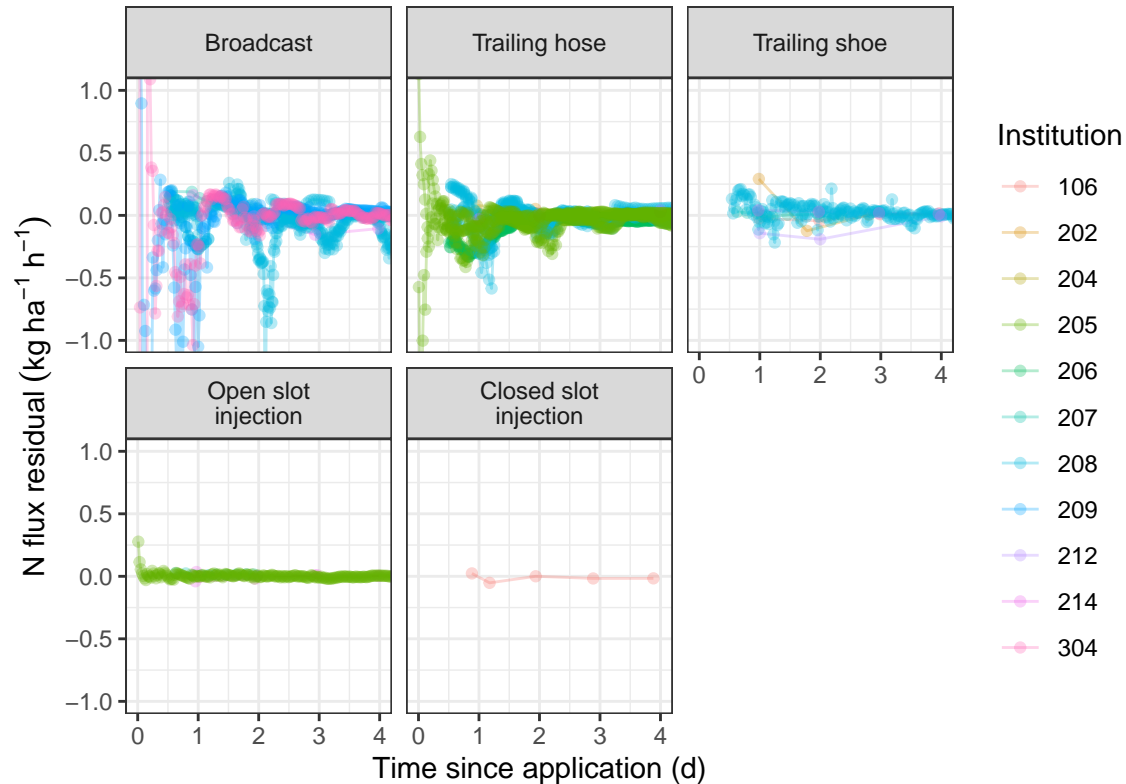 Broadcast
Trailing hose
Trailing shoe
1.0
0.5
0.0
−0.5
−1.0
0 1 2 3 4
Open slot
injection
Closed slot
injection
1.0
0.5
0.0
−0.5
−1.0
0 1 2 3 4
0 1 2 3 4
N flux residual (kg ha⁻¹ h⁻¹)
Time since application (d)
Institution
106
202
204
205
206
207
208
209
212
214
304